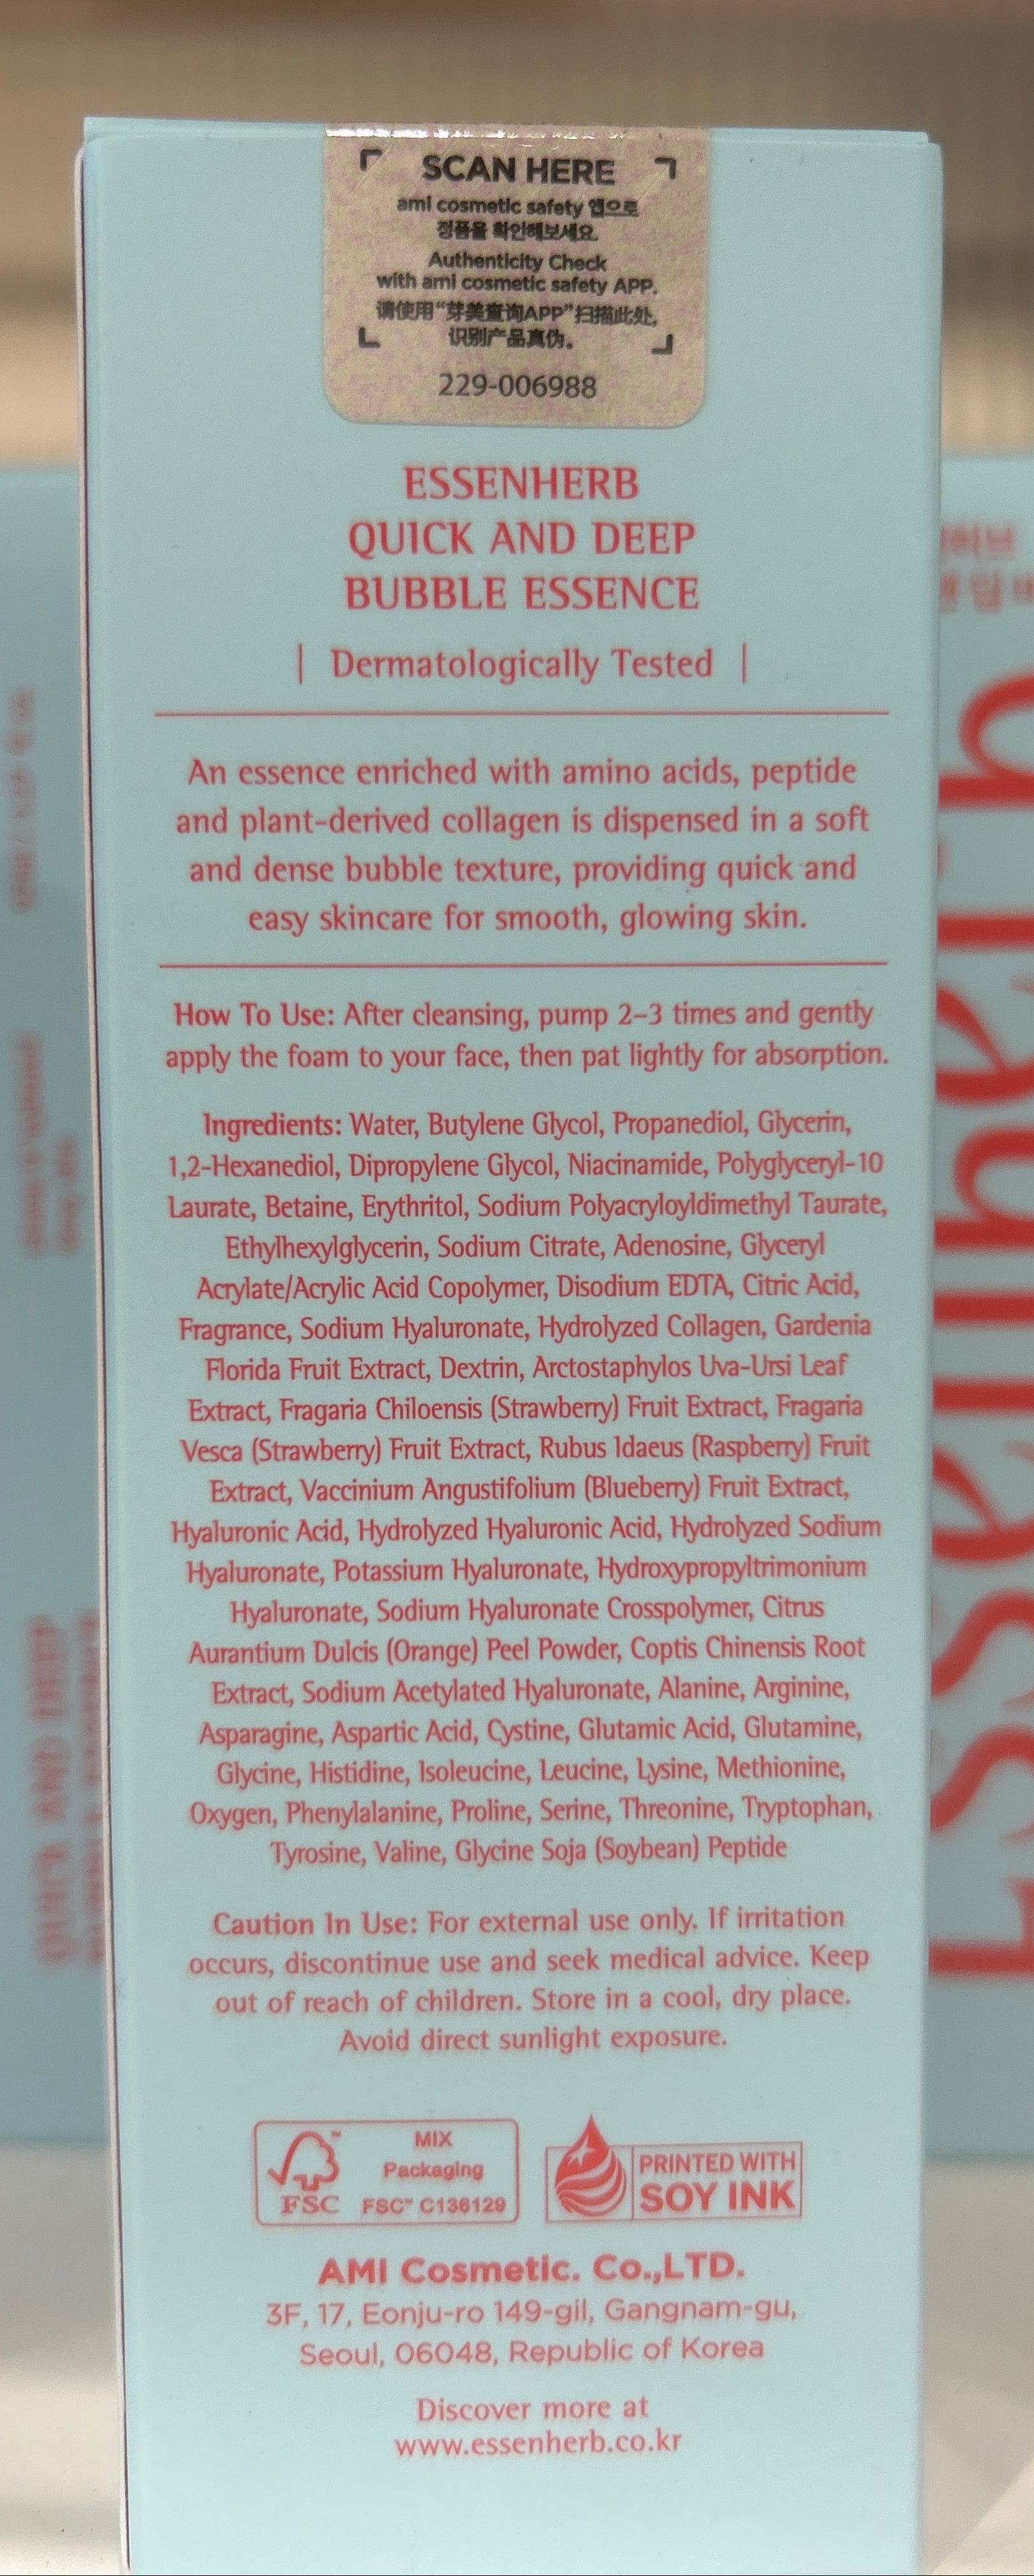 SCAN HERE
ami cosmetic safety 앱으로
정품을 확인해보세요.
Authenticity Check
with ami cosmetic safety APP.
请使用“芽美查询APP”扫描此处,
识别产品真伪。
229-006988
ESSENHERB
QUICK AND DEEP
BUBBLE ESSENCE
| Dermatologically Tested |
An essence enriched with amino acids, peptide
and plant-derived collagen is dispensed in a soft
and dense bubble texture, providing quick and
easy skincare for smooth, glowing skin.
How To Use: After cleansing, pump 2–3 times and gently
apply the foam to your face, then pat lightly for absorption.
Ingredients: Water, Butylene Glycol, Propanediol, Glycerin,
1,2-Hexanediol, Dipropylene Glycol, Niacinamide, Polyglyceryl-10
Laurate, Betaine, Erythritol, Sodium Polyacryloyldimethyl Taurate,
Ethylhexylglycerin, Sodium Citrate, Adenosine, Glyceryl
Acrylate/Acrylic Acid Copolymer, Disodium EDTA, Citric Acid,
Fragrance, Sodium Hyaluronate, Hydrolyzed Collagen, Gardenia
Florida Fruit Extract, Dextrin, Arctostaphylos Uva-Ursi Leaf
Extract, Fragaria Chiloensis (Strawberry) Fruit Extract, Fragaria
Vesca (Strawberry) Fruit Extract, Rubus Idaeus (Raspberry) Fruit
Extract, Vaccinium Angustifolium (Blueberry) Fruit Extract,
Hyaluronic Acid, Hydrolyzed Hyaluronic Acid, Hydrolyzed Sodium
Hyaluronate, Potassium Hyaluronate, Hydroxypropyltrimonium
Hyaluronate, Sodium Hyaluronate Crosspolymer, Citrus
Aurantium Dulcis (Orange) Peel Powder, Coptis Chinensis Root
Extract, Sodium Acetylated Hyaluronate, Alanine, Arginine,
Asparagine, Aspartic Acid, Cystine, Glutamic Acid, Glutamine,
Glycine, Histidine, Isoleucine, Leucine, Lysine, Methionine,
Oxygen, Phenylalanine, Proline, Serine, Threonine, Tryptophan,
Tyrosine, Valine, Glycine Soja (Soybean) Peptide
Caution In Use: For external use only. If irritation
occurs, discontinue use and seek medical advice. Keep
out of reach of children. Store in a cool, dry place.
Avoid direct sunlight exposure.
MIX
Packaging
FSC FSC™ C136129
PRINTED WITH
SOY INK
AMI Cosmetic. Co.,LTD.
3F, 17, Eonju-ro 149-gil, Gangnam-gu,
Seoul, 06048, Republic of Korea
Discover more at
www.essenherb.co.kr
Essenherb
QUICK AND DEEP